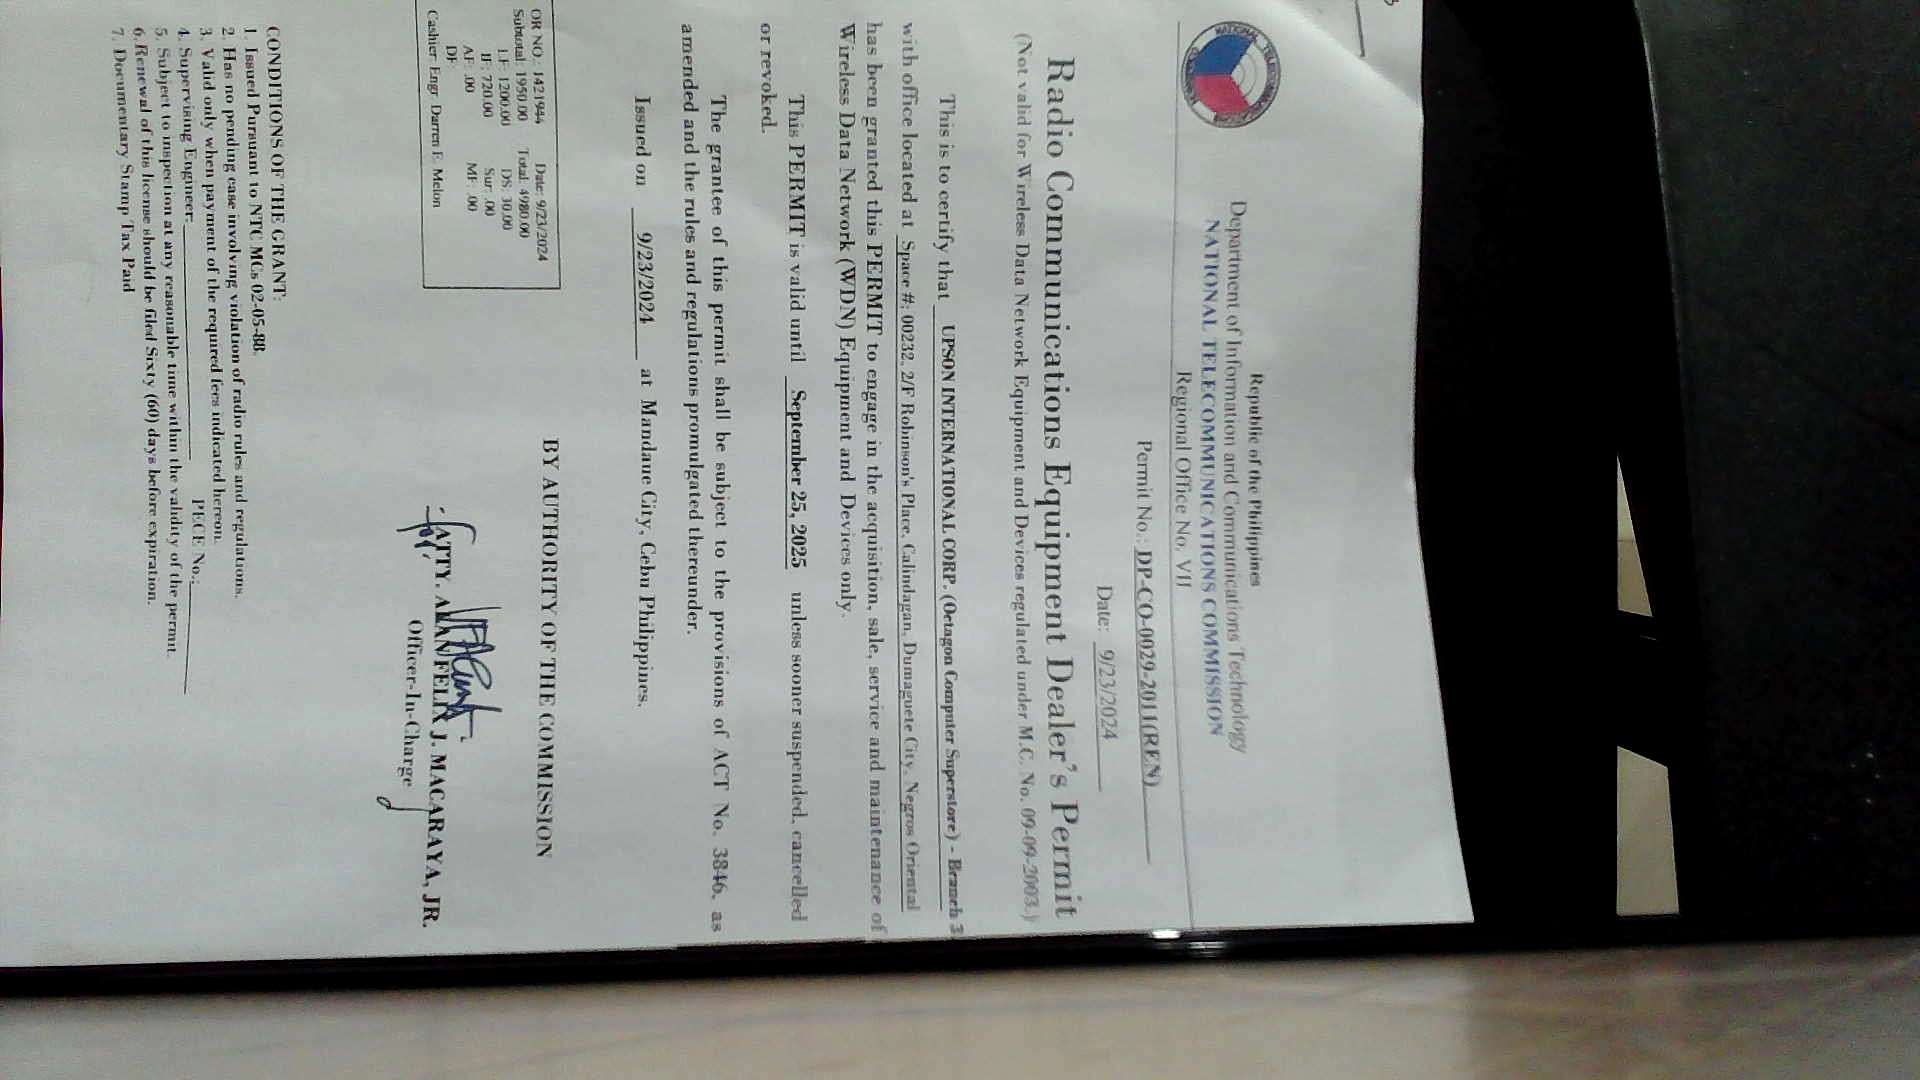 Republic of the Philippines
Department of Information and Communications Technology
NATIONAL TELECOMMUNICATIONS COMMISSION
Regional Office No. VII
Permit No.: DP-CO-0029-2011(REN)
Date: 9/23/2024
Radio Communications Equipment Dealer's Permit
(Not valid for Wireless Data Network Equipment and Devices regulated under M.C. No. 09-09-2003.)
This is to certify that UPSON INTERNATIONAL CORP. (Octagon Computer Superstore) - Branch 3
with office located at Space #: 00232, 2/F Robinson's Place, Calindagan, Dumaguete City, Negros Oriental
has been granted this PERMIT to engage in the acquisition, sale, service and maintenance of
Wireless Data Network (WDN) Equipment and Devices only.
This PERMIT is valid until September 25, 2025 unless sooner suspended, cancelled
or revoked.
The grantee of this permit shall be subject to the provisions of ACT No. 3846, as
amended and the rules and regulations promulgated thereunder.
Issued on 9/23/2024 at Mandaue City, Cebu Philippines.
BY AUTHORITY OF THE COMMISSION
for:
ATTY. ALAN FELIX J. MACARAYA, JR.
Officer-In-Charge
OR NO.: 1421944 Date: 9/23/2024
Subtotal: 1950.00 Total: 4980.00
LF: 1200.00 DS: 30.00
IF: 720.00 Sur: .00
AF: .00 MF: .00
DF:
Cashier: Engr. Darren E. Melon
CONDITIONS OF THE GRANT:
1. Issued Pursuant to NTC MCs 02-05-88.
2. Has no pending case involving violation of radio rules and regulations.
3. Valid only when payment of the required fees indicated hereon.
4. Supervising Engineer: PECE No.:
5. Subject to inspection at any reasonable time within the validity of the permit.
6. Renewal of this license should be filed Sixty (60) days before expiration.
7. Documentary Stamp Tax Paid